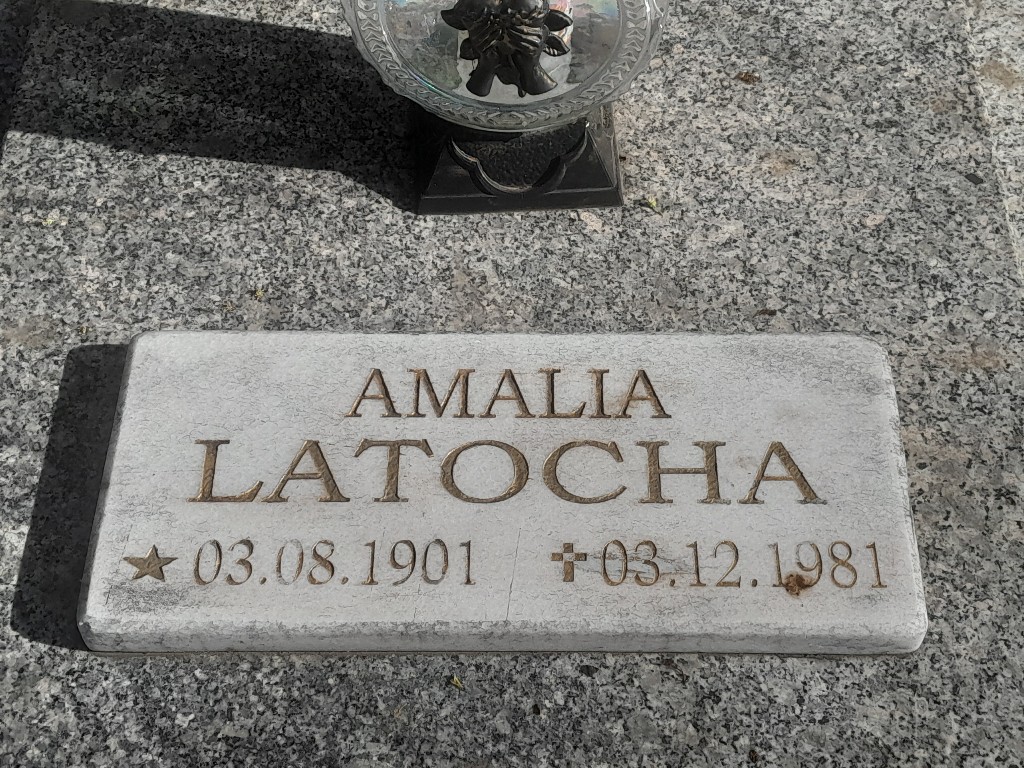 AMALIA
LATOCHA
★ 03.08.1901 ✝ 03.12.1981